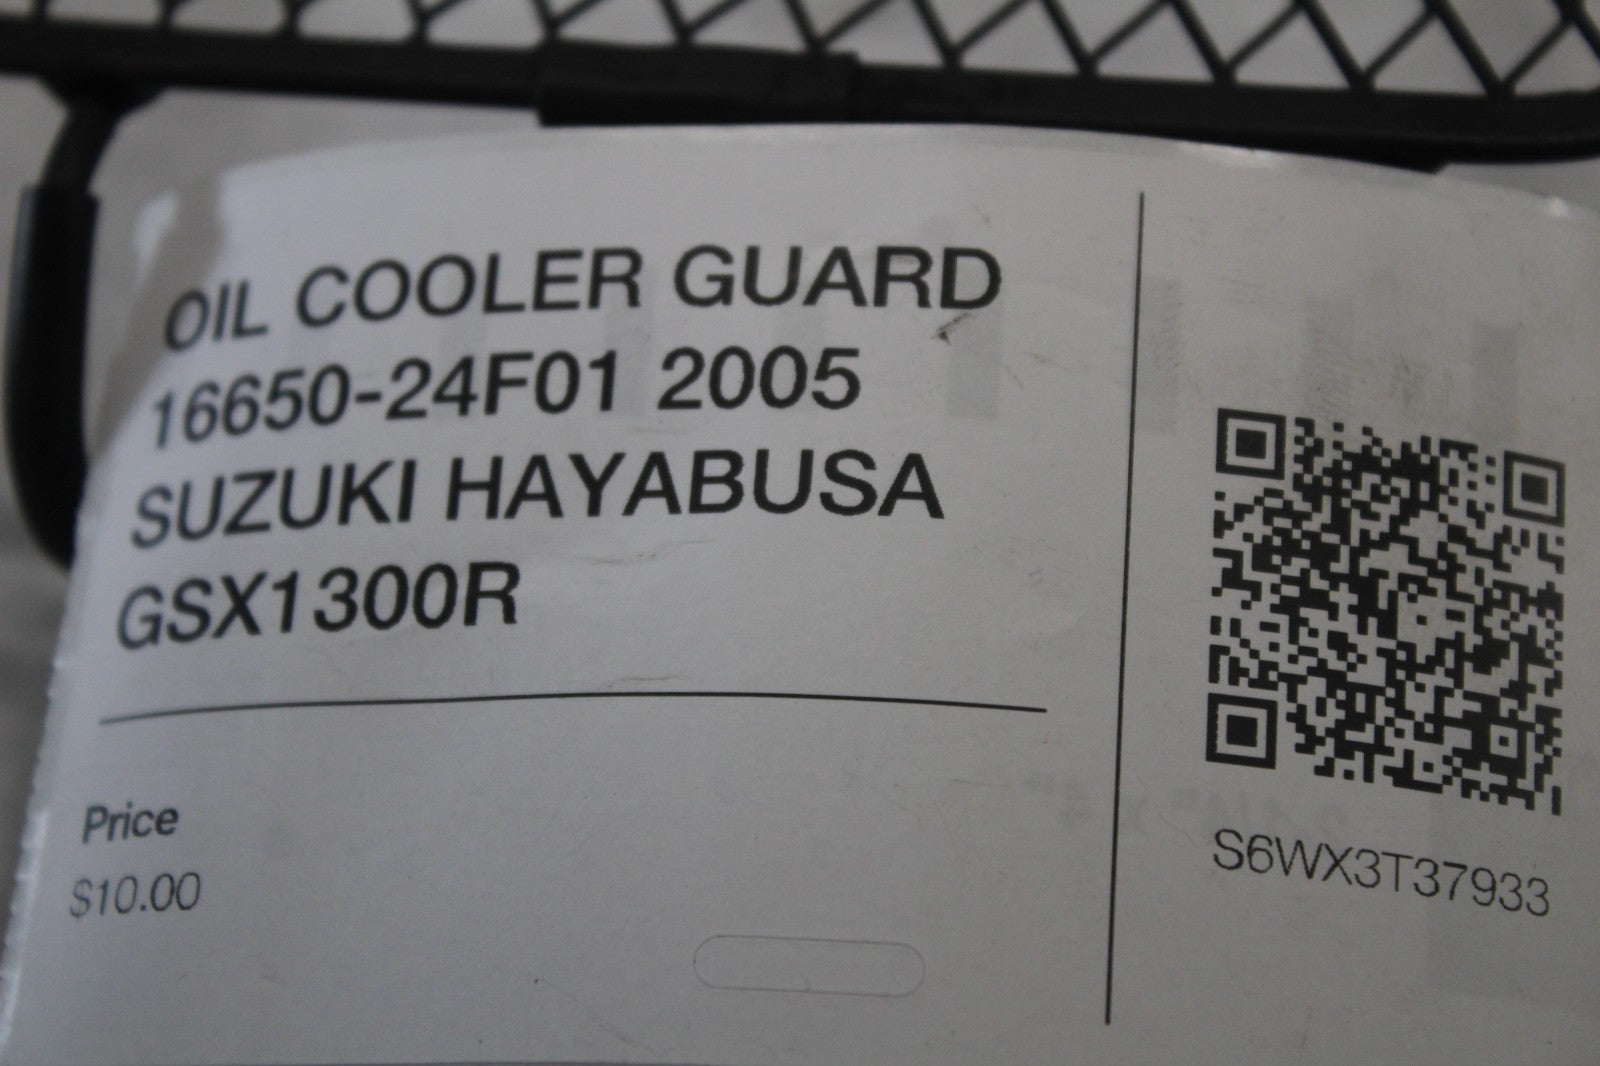 OIL COOLER GUARD
16650-24F01 2005
SUZUKI HAYABUSA
GSX1300R
Price
$10.00
S6WX3T37933